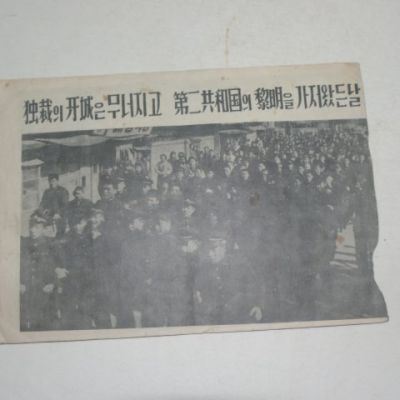 独裁의 牙城은 무너지고 第二共和国의 黎明을 가저왔든날